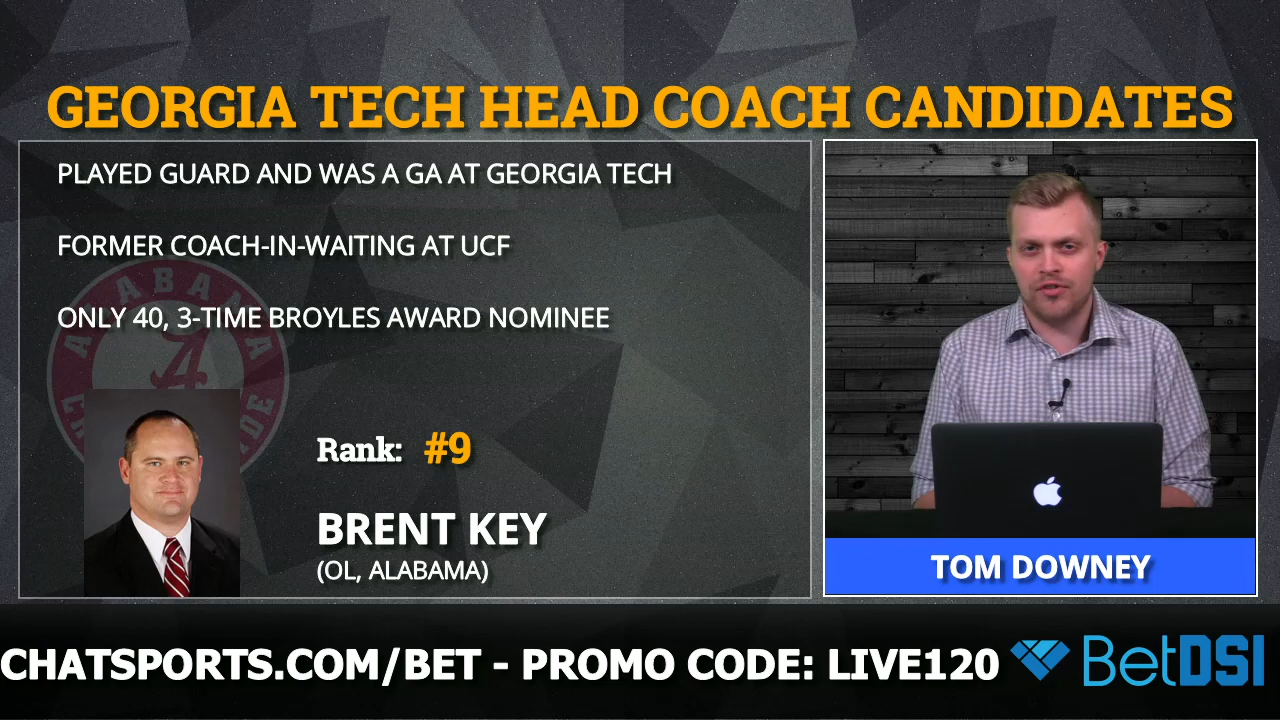 GEORGIA TECH HEAD COACH CANDIDATES
PLAYED GUARD AND WAS A GA AT GEORGIA TECH
FORMER COACH-IN-WAITING AT UCF
ONLY 40, 3-TIME BROYLES AWARD NOMINEE
ALABAMA
A
Rank: #9
BRENT KEY
(OL, ALABAMA)
TOM DOWNEY
CHATSPORTS.COM/BET - PROMO CODE: LIVE120
BetDSI